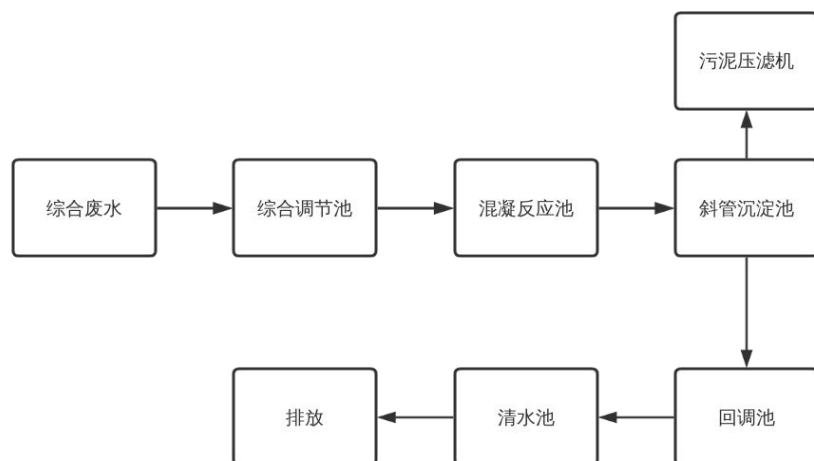 污泥压滤机
综合废水
综合调节池
混凝反应池
斜管沉淀池
排放
清水池
回调池